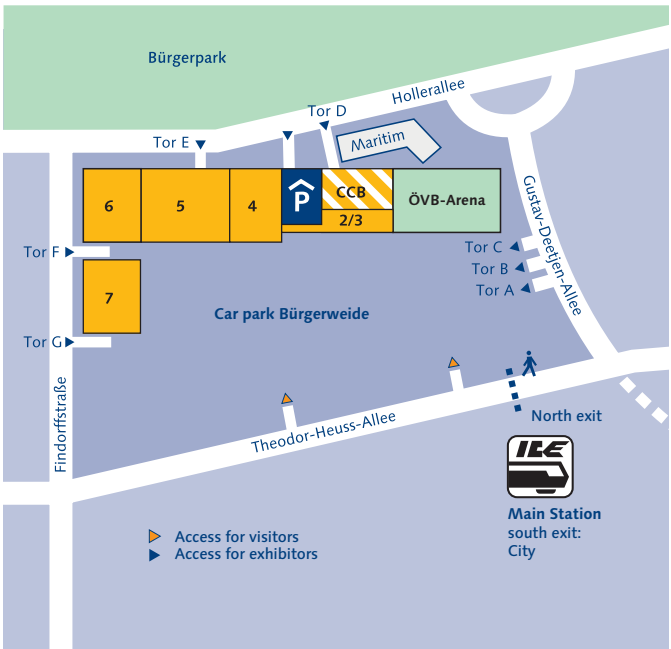 Bürgerpark
Hollerallee
Tor D
Tor E
Maritim
P
CCB
6
5
4
2/3
ÖVB-Arena
Gustav-Deetjen-Allee
Tor C
Tor B
Tor A
Tor F
7
Car park Bürgerweide
Tor G
Findorffstraße
Theodor-Heuss-Allee
North exit
ICE
Main Station
south exit:
City
Access for visitors
Access for exhibitors